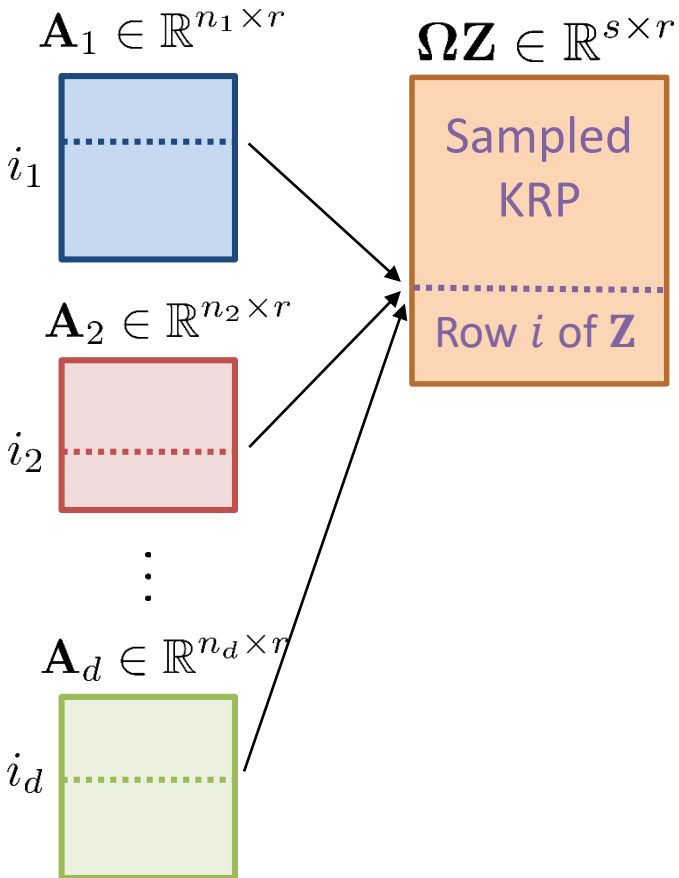 𝐀₁ ∈ ℝ^{n₁×r}
i₁
𝐀₂ ∈ ℝ^{n₂×r}
i₂
⋮
𝐀_d ∈ ℝ^{n_d×r}
i_d
𝛀𝐙 ∈ ℝ^{s×r}
Sampled
KRP
Row i of 𝐙